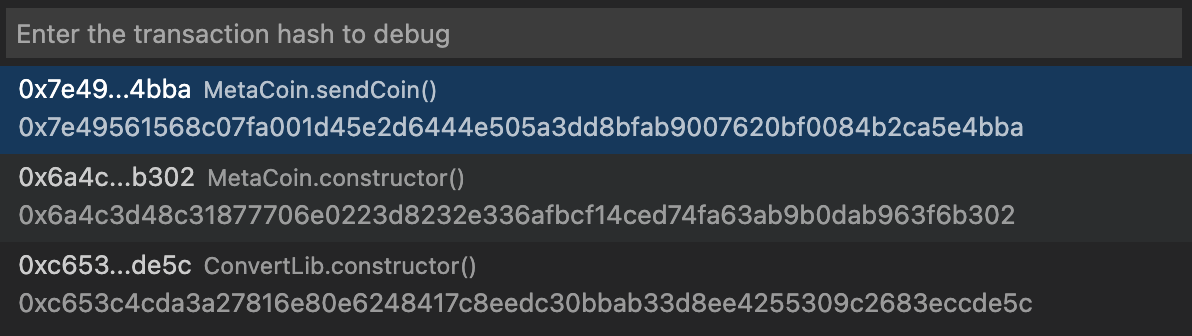 Enter the transaction hash to debug
0x7e49...4bba MetaCoin.sendCoin()
0x7e49561568c07fa001d45e2d6444e505a3dd8bfab9007620bf0084b2ca5e4bba
0x6a4c...b302 MetaCoin.constructor()
0x6a4c3d48c31877706e0223d8232e336afbcf14ced74fa63ab9b0dab963f6b302
0xc653...de5c ConvertLib.constructor()
0xc653c4cda3a27816e80e6248417c8eedc30bbab33d8ee4255309c2683eccde5c